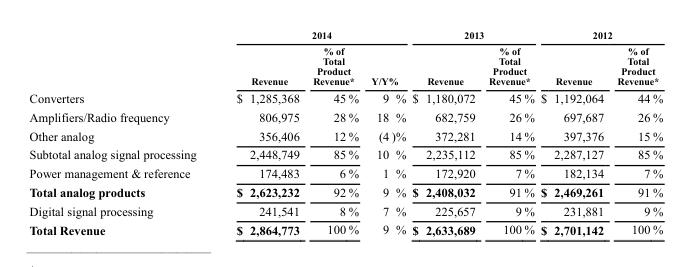 2014 2013 2012
Revenue % of Total Product Revenue* Y/Y% Revenue % of Total Product Revenue* Revenue % of Total Product Revenue*
Converters $ 1,285,368 45 % 9 % $ 1,180,072 45 % $ 1,192,064 44 %
Amplifiers/Radio frequency 806,975 28 % 18 % 682,759 26 % 697,687 26 %
Other analog 356,406 12 % (4)% 372,281 14 % 397,376 15 %
Subtotal analog signal processing 2,448,749 85 % 10 % 2,235,112 85 % 2,287,127 85 %
Power management & reference 174,483 6 % 1 % 172,920 7 % 182,134 7 %
Total analog products $ 2,623,232 92 % 9 % $ 2,408,032 91 % $ 2,469,261 91 %
Digital signal processing 241,541 8 % 7 % 225,657 9 % 231,881 9 %
Total Revenue $ 2,864,773 100 % 9 % $ 2,633,689 100 % $ 2,701,142 100 %